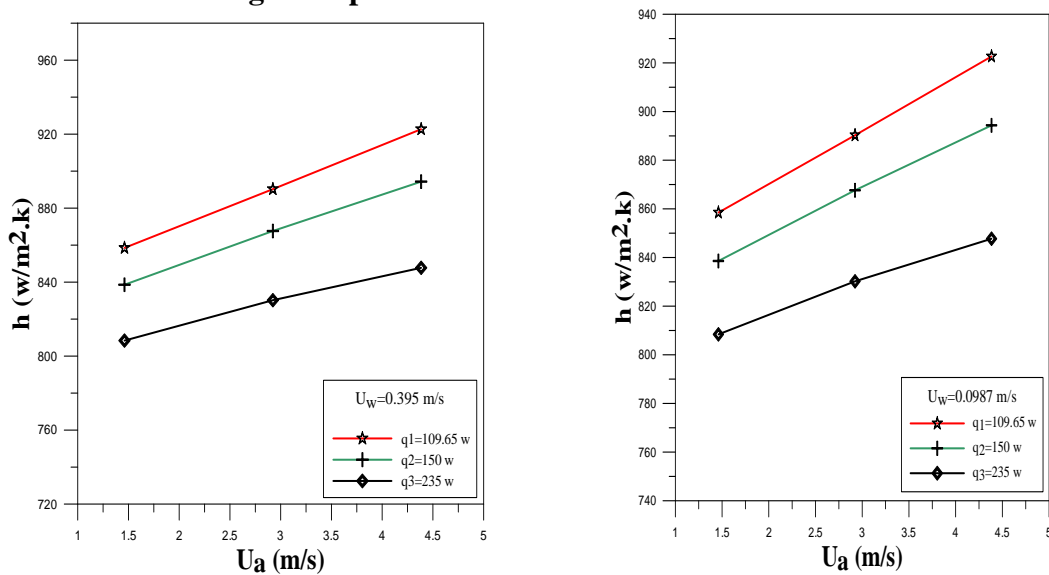 960
920
880
840
800
760
720
h (w/m².k)
1 1.5 2 2.5 3 3.5 4 4.5 5
Ua (m/s)
Uw=0.395 m/s
q1=109.65 w
q2=150 w
q3=235 w
940
920
900
880
860
840
820
800
780
760
740
h ( w/m².k)
1 1.5 2 2.5 3 3.5 4 4.5 5
Ua (m/s)
Uw=0.0987 m/s
q1=109.65 w
q2=150 w
q3=235 w